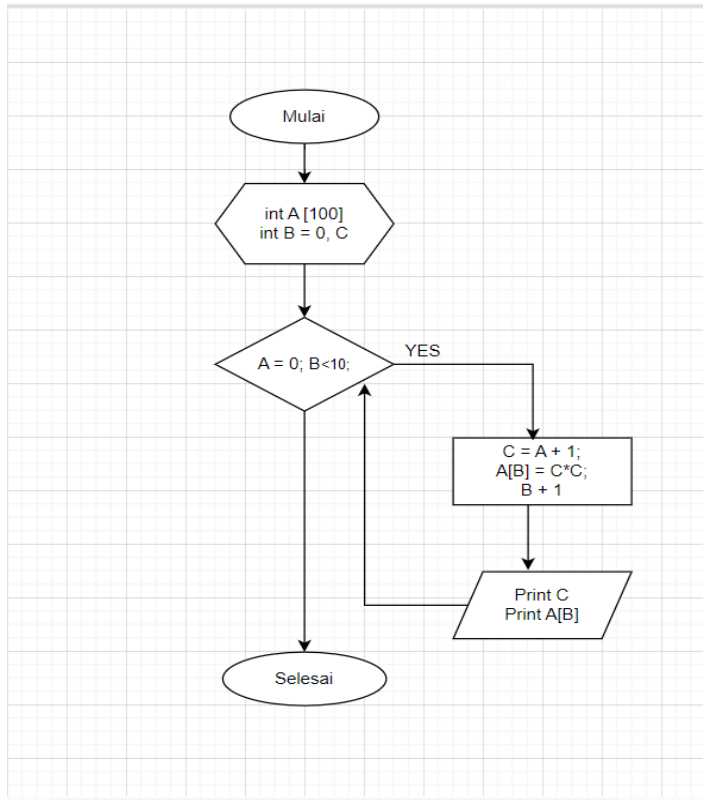 Mulai
int A [100]
int B = 0, C
A = 0; B<10;
YES
C = A + 1;
A[B] = C*C;
B + 1
Print C
Print A[B]
Selesai